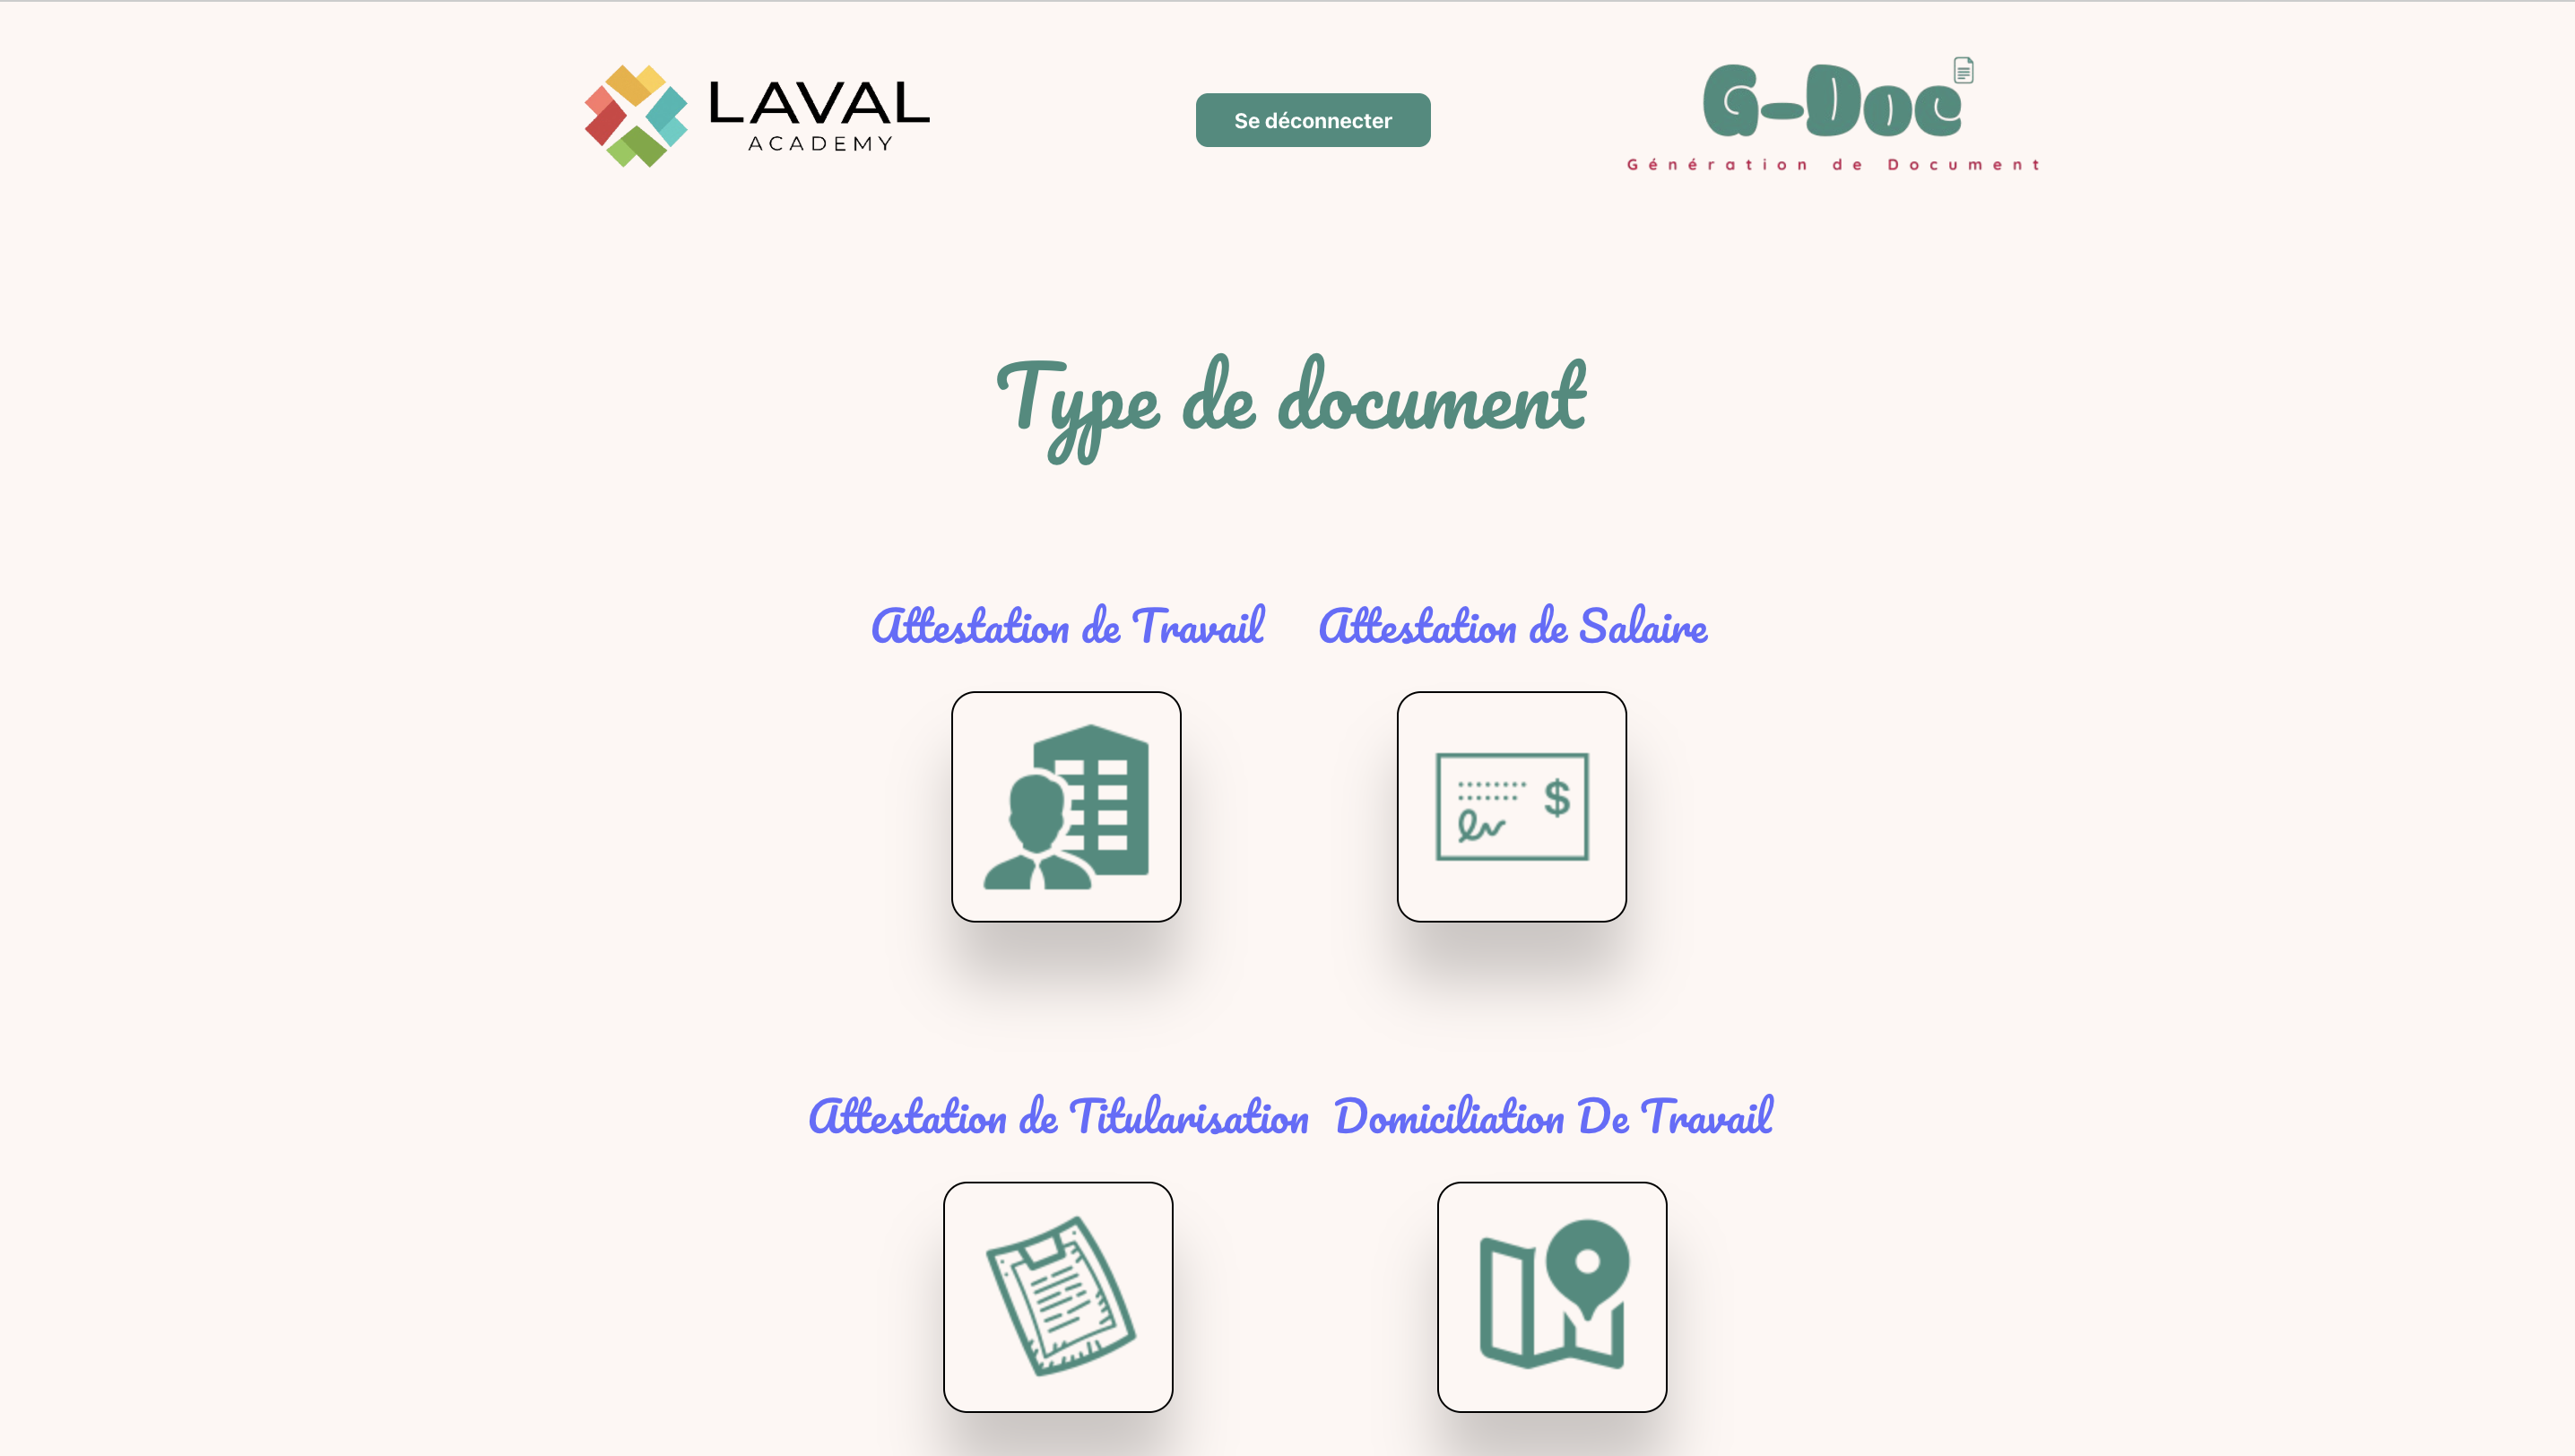 LAVAL
ACADEMY
Se déconnecter
G-Doc
Génération de Document
Type de document
Attestation de Travail
Attestation de Salaire
$
Attestation de Titularisation
Domiciliation De Travail